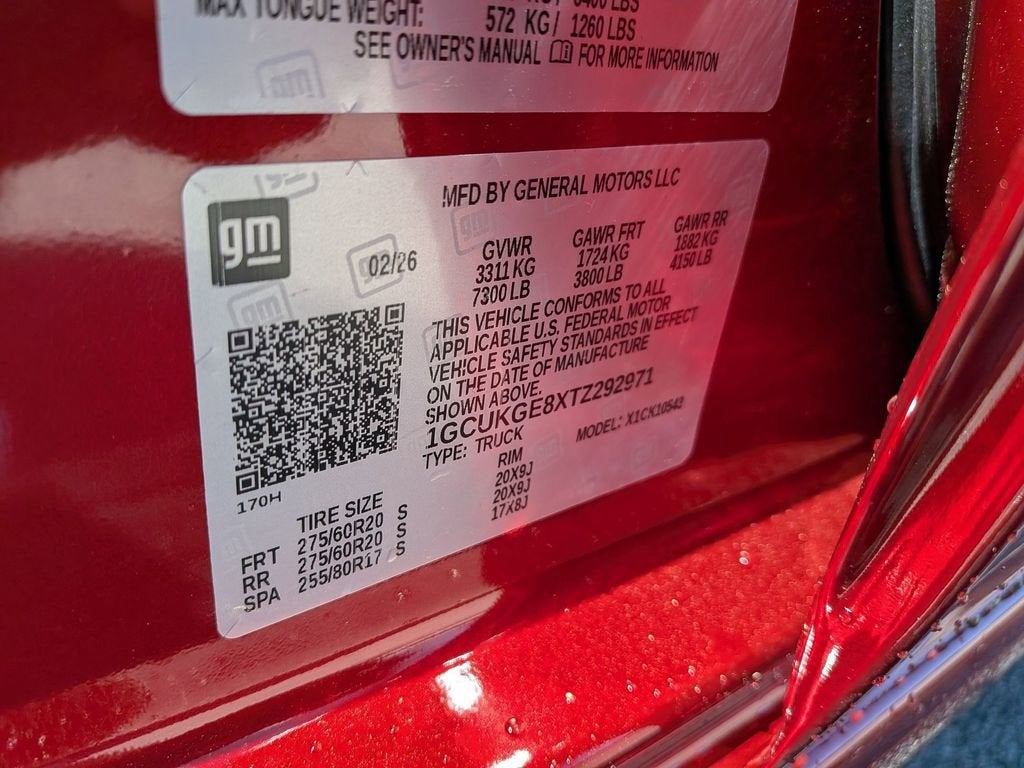 MAX TONGUE WEIGHT:
572 KG/ 1260 LBS
SEE OWNER'S MANUAL FOR MORE INFORMATION
gm
MFD BY GENERAL MOTORS LLC
02/26
GVWR GAWR FRT GAWR RR
3311 KG 1724 KG 1882 KG
7300 LB 3800 LB 4150 LB
THIS VEHICLE CONFORMS TO ALL
APPLICABLE U.S. FEDERAL MOTOR
VEHICLE SAFETY STANDARDS IN EFFECT
ON THE DATE OF MANUFACTURE
SHOWN ABOVE.
1GCUKGE8XTZ292971
TYPE: TRUCK MODEL: X1CK10543
170H
TIRE SIZE RIM
FRT 275/60R20 S 20X9J
RR 275/60R20 S 20X9J
SPA 255/80R17 S 17X8J